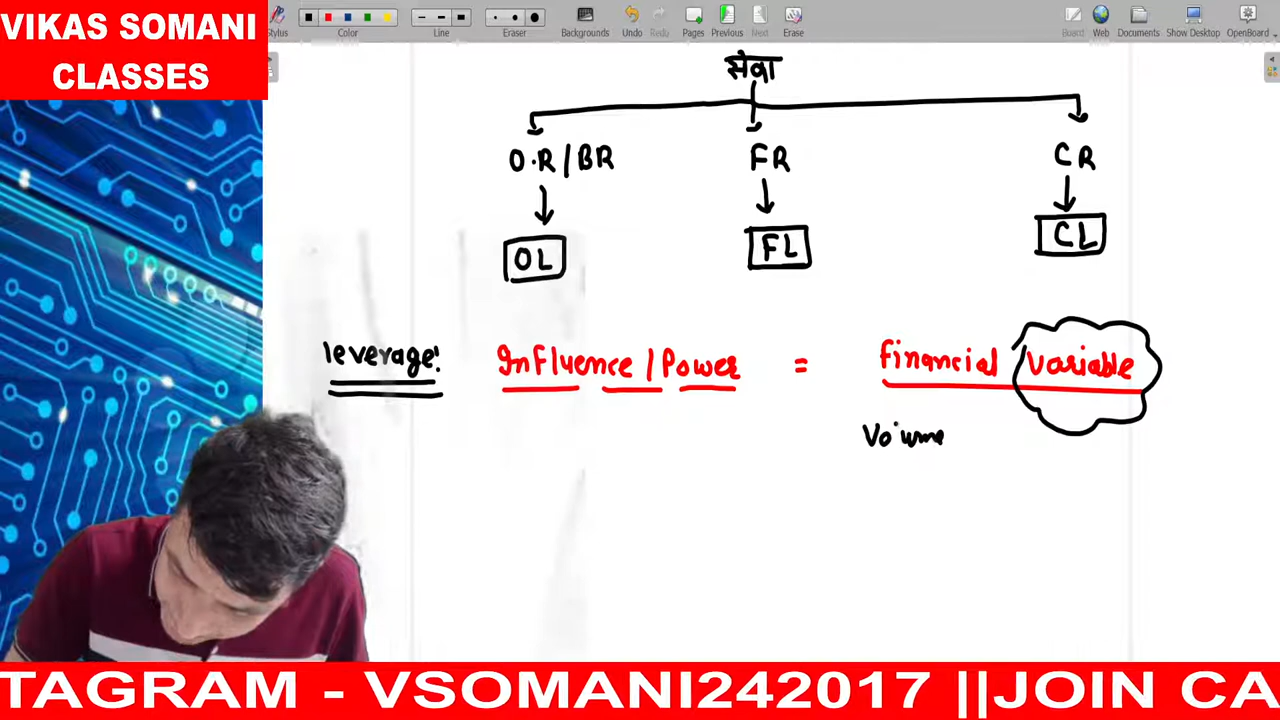 VIKAS SOMANI
CLASSES
Stylus
Color
Line
Eraser
Backgrounds
Undo
Redo
Pages
Previous
Next
Erase
Board
Web
Documents
Show Desktop
OpenBoard
सेवा
O.R/BR
FR
CR
OL
FL
CL
leverage: Influence/Power = Financial Variable
Volume
TAGRAM - VSOMANI242017 ||JOIN CA